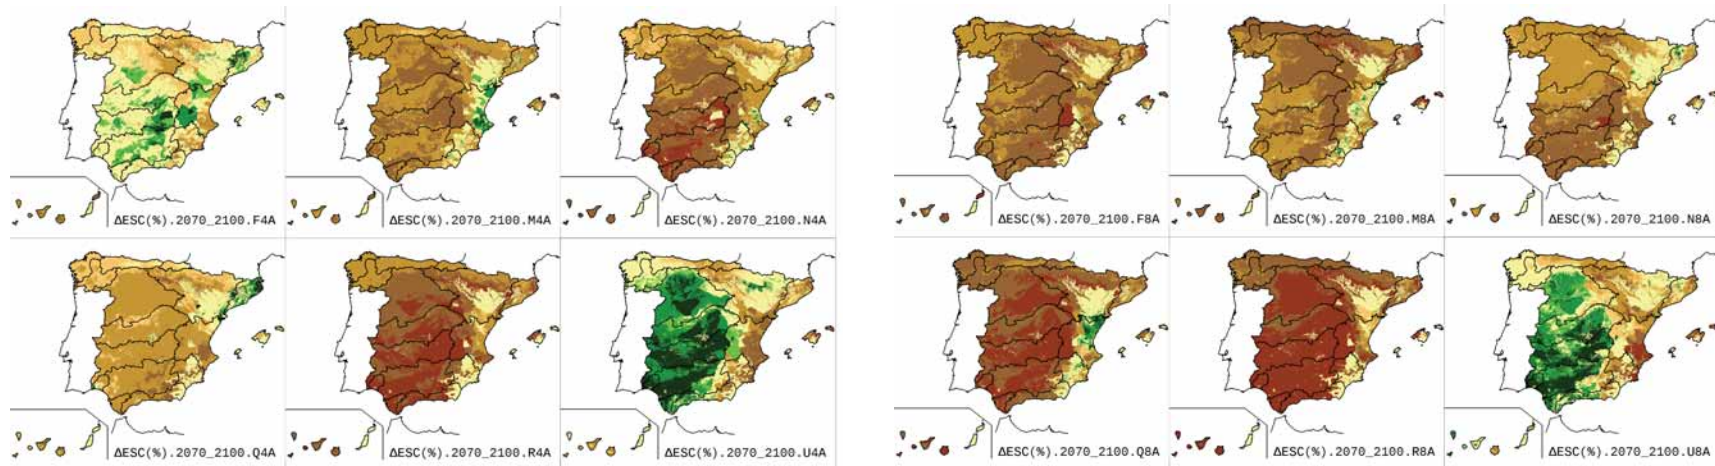 ΔESC(%).2070_2100.F4A
ΔESC(%).2070_2100.M4A
ΔESC(%).2070_2100.N4A
ΔESC(%).2070_2100.F8A
ΔESC(%).2070_2100.M8A
ΔESC(%).2070_2100.N8A
ΔESC(%).2070_2100.Q4A
ΔESC(%).2070_2100.R4A
ΔESC(%).2070_2100.U4A
ΔESC(%).2070_2100.Q8A
ΔESC(%).2070_2100.R8A
ΔESC(%).2070_2100.U8A